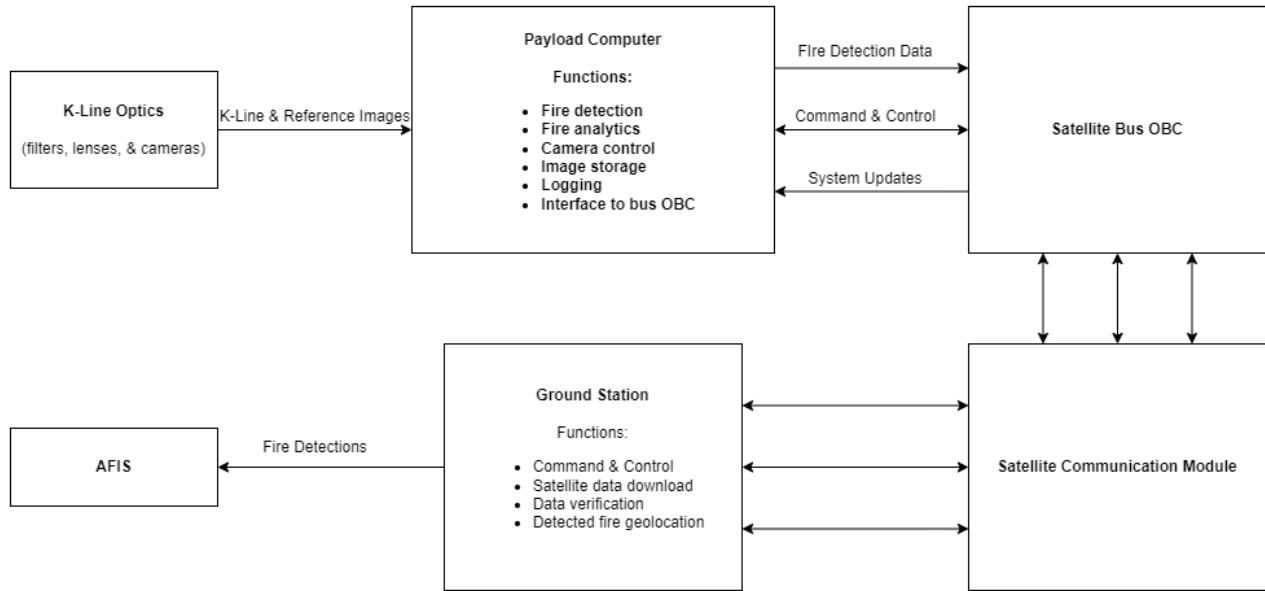 K-Line Optics
(filters, lenses, & cameras)
K-Line & Reference Images
Payload Computer
Functions:
• Fire detection
• Fire analytics
• Camera control
• Image storage
• Logging
• Interface to bus OBC
FIre Detection Data
Command & Control
System Updates
Satellite Bus OBC
AFIS
Fire Detections
Ground Station
Functions:
• Command & Control
• Satellite data download
• Data verification
• Detected fire geolocation
Satellite Communication Module